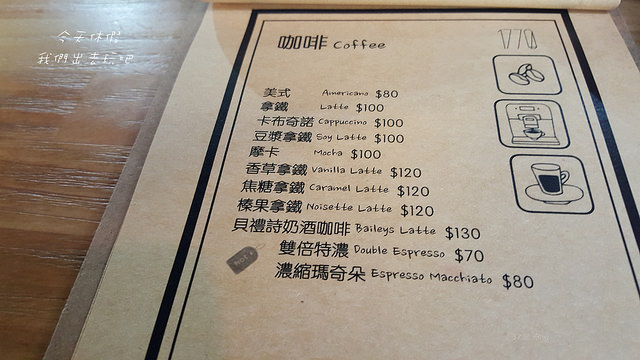 今天休假
我們出去玩吧
咖啡 Coffee
美式 Americano $80
拿鐵 Latte $100
卡布奇諾 Cappuccino $100
豆漿拿鐵 Soy Latte $100
摩卡 Mocha $100
香草拿鐵 Vanilla Latte $120
焦糖拿鐵 Caramel Latte $120
榛果拿鐵 Noisette Latte $120
貝禮詩奶酒咖啡 Baileys Latte $130
雙倍特濃 Double Espresso $70
HOT
濃縮瑪奇朵 Espresso Macchiato $80